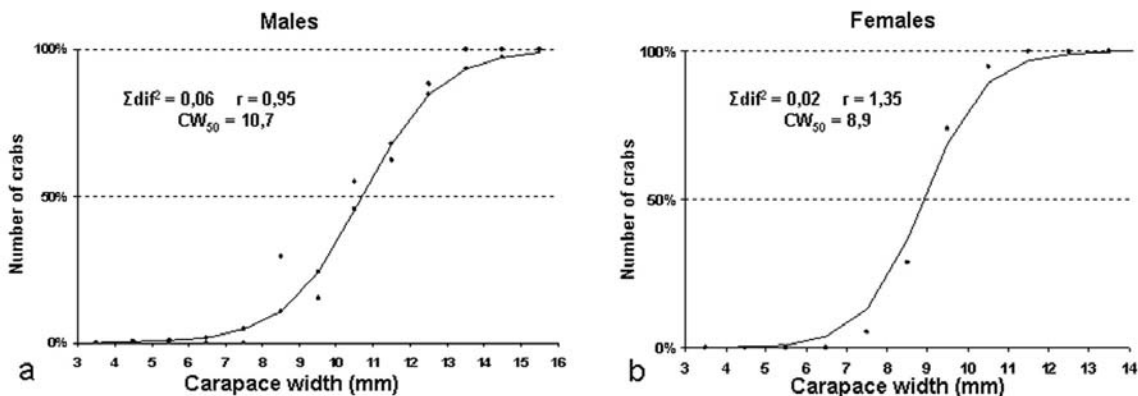 Males
100%
Σdif² = 0,06 r = 0,95
CW₅₀ = 10,7
Number of crabs
50%
0%
3 4 5 6 7 8 9 10 11 12 13 14 15 16
a
Carapace width (mm)
Females
100%
Σdif² = 0,02 r = 1,35
CW₅₀ = 8,9
Number of crabs
50%
0%
3 4 5 6 7 8 9 10 11 12 13 14
b
Carapace width (mm)